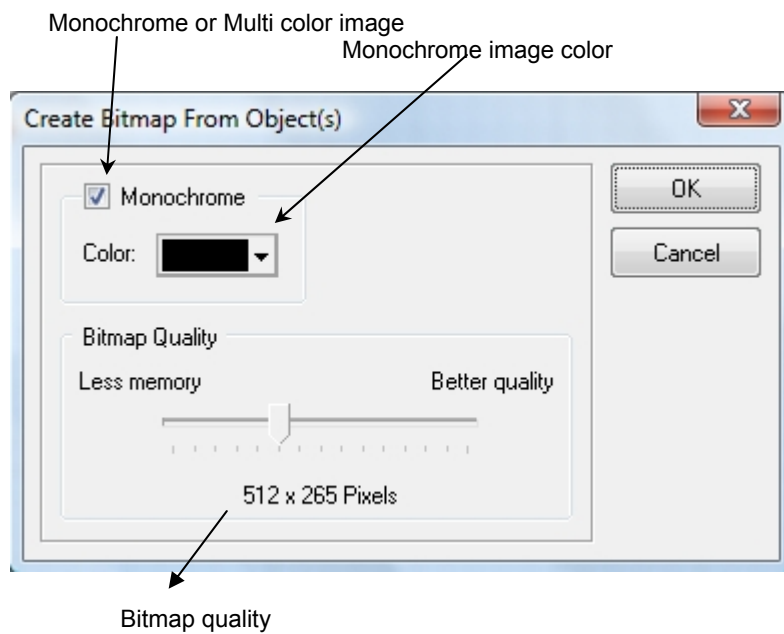 Monochrome or Multi color image
Monochrome image color
Create Bitmap From Object(s)
Monochrome
OK
Color:
Cancel
Bitmap Quality
Less memory
Better quality
512 x 265 Pixels
Bitmap quality